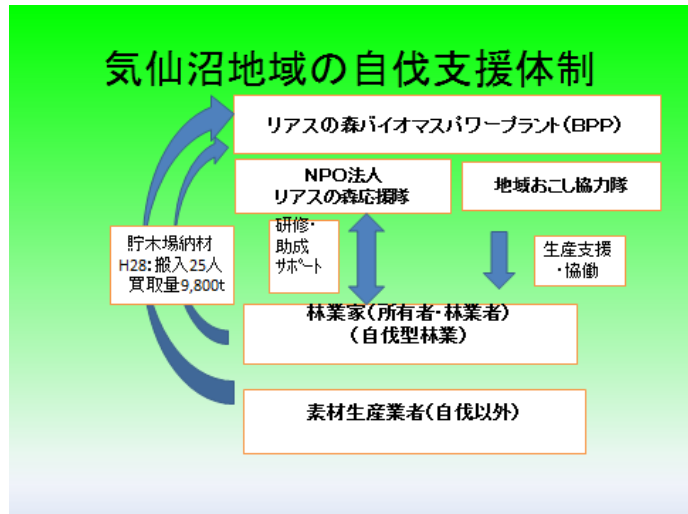 気仙沼地域の自伐支援体制
リアスの森バイオマスパワープラント(BPP)
NPO法人
リアスの森応援隊
地域おこし協力隊
研修・
助成
サポート
生産支援
・協働
貯木場納材
H28:搬入25人
買取量9,800t
林業家(所有者・林業者)
(自伐型林業)
素材生産業者(自伐以外)